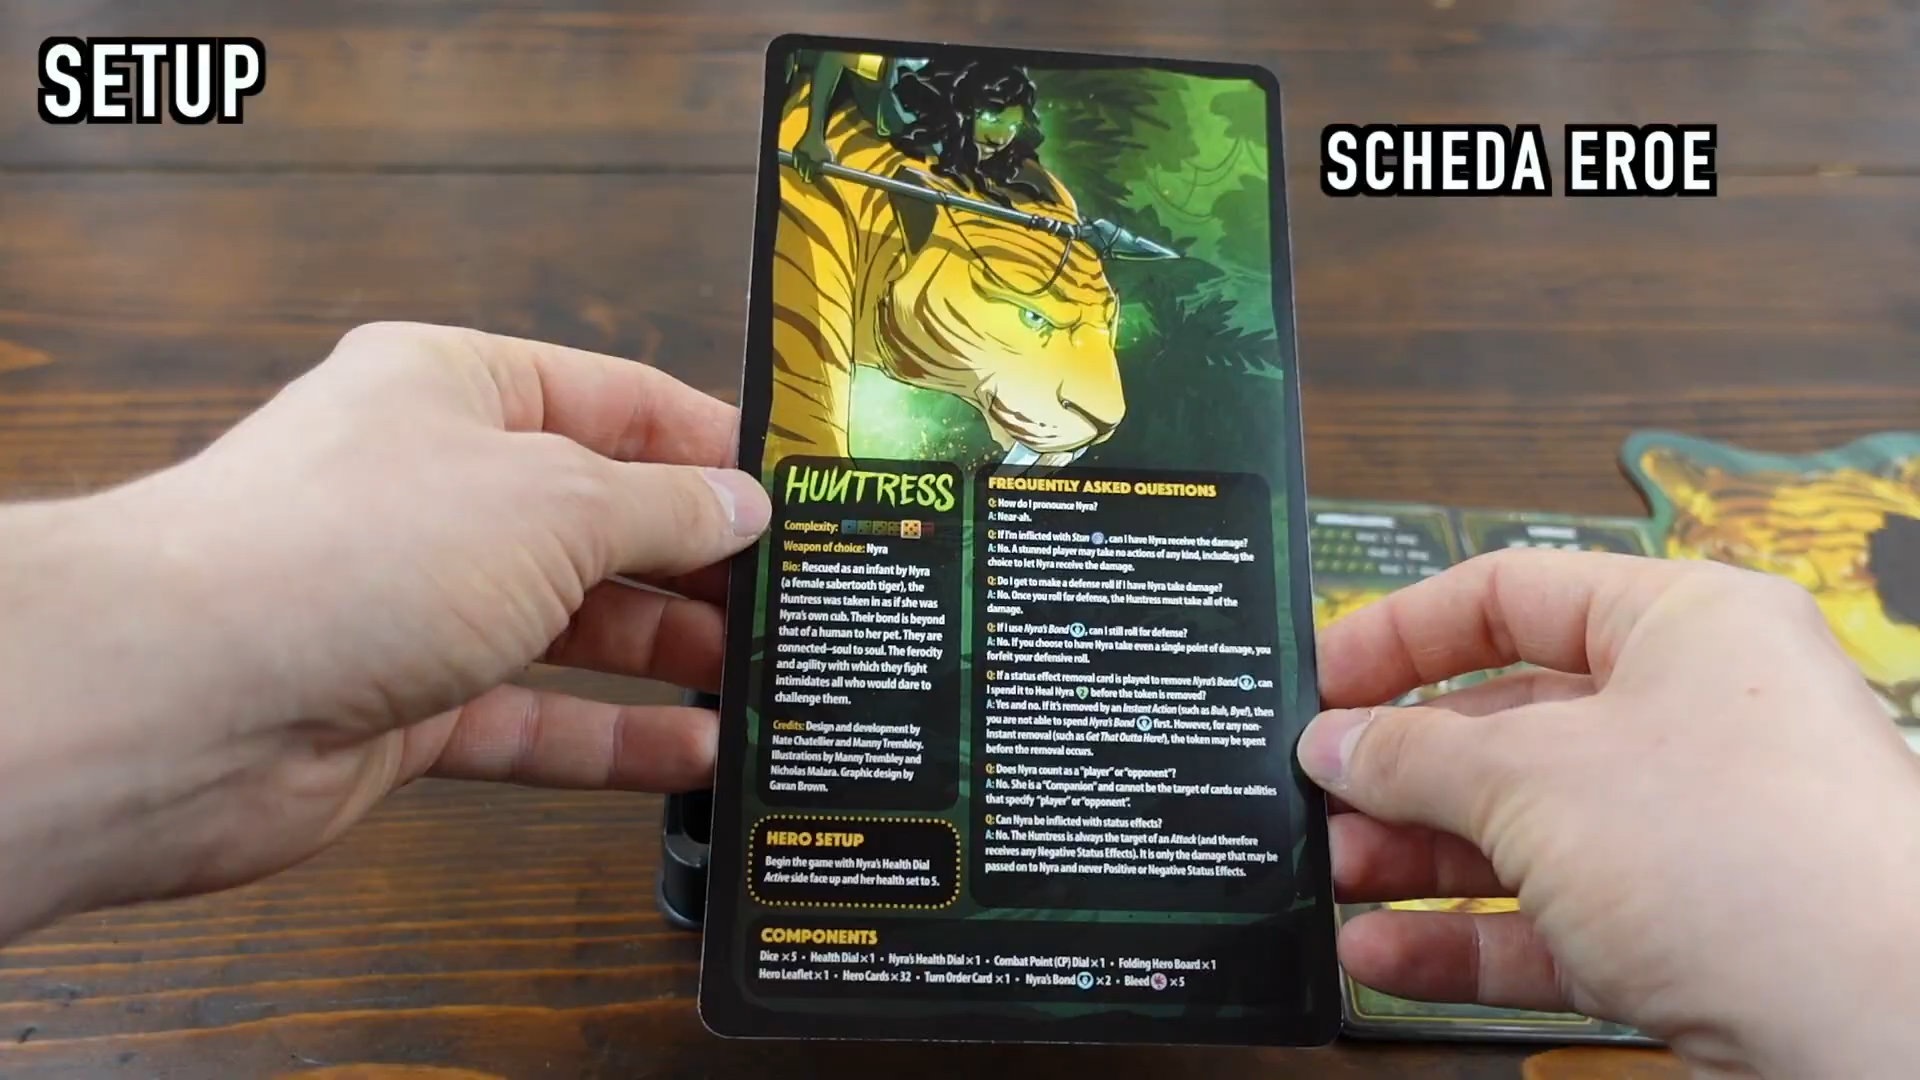 SETUP
SCHEDA EROE
HUNTRESS
Complexity:
Weapon of choice: Nyra
Bio: Rescued as an infant by Nyra
(a female sabertooth tiger), the
Huntress was taken in as if she was
Nyra's own cub. Their bond is beyond
that of a human to her pet. They are
connected–soul to soul. The ferocity
and agility with which they fight
intimidates all who would dare to
challenge them.
Credits: Design and development by
Nate Chatellier and Manny Trembley.
Illustrations by Manny Trembley and
Nicholas Malara. Graphic design by
Gavan Brown.
HERO SETUP
Begin the game with Nyra's Health Dial
Active side face up and her health set to 5.
FREQUENTLY ASKED QUESTIONS
Q: How do I pronounce Nyra?
A: Near-ah.
Q: If I'm inflicted with Stun , can I have Nyra receive the damage?
A: No. A stunned player may take no actions of any kind, including the
choice to let Nyra receive the damage.
Q: Do I get to make a defense roll if I have Nyra take damage?
A: No. Once you roll for defense, the Huntress must take all of the
damage.
Q: If I use Nyra's Bond , can I still roll for defense?
A: No. If you choose to have Nyra take even a single point of damage, you
forfeit your defensive roll.
Q: If a status effect removal card is played to remove Nyra's Bond , can
I spend it to Heal Nyra 2 before the token is removed?
A: Yes and no. If it's removed by an Instant Action (such as Buh, Bye!), then
you are not able to spend Nyra's Bond first. However, for any non-
Instant removal (such as Get That Outta Here!), the token may be spent
before the removal occurs.
Q: Does Nyra count as a "player" or "opponent"?
A: No. She is a "Companion" and cannot be the target of cards or abilities
that specify "player" or "opponent".
Q: Can Nyra be inflicted with status effects?
A: No. The Huntress is always the target of an Attack (and therefore
receives any Negative Status Effects). It is only the damage that may be
passed on to Nyra and never Positive or Negative Status Effects.
COMPONENTS
Dice ×5 • Health Dial ×1 • Nyra's Health Dial ×1 • Combat Point (CP) Dial ×1 • Folding Hero Board ×1
Hero Leaflet ×1 • Hero Cards ×32 • Turn Order Card ×1 • Nyra's Bond ×2 • Bleed ×5